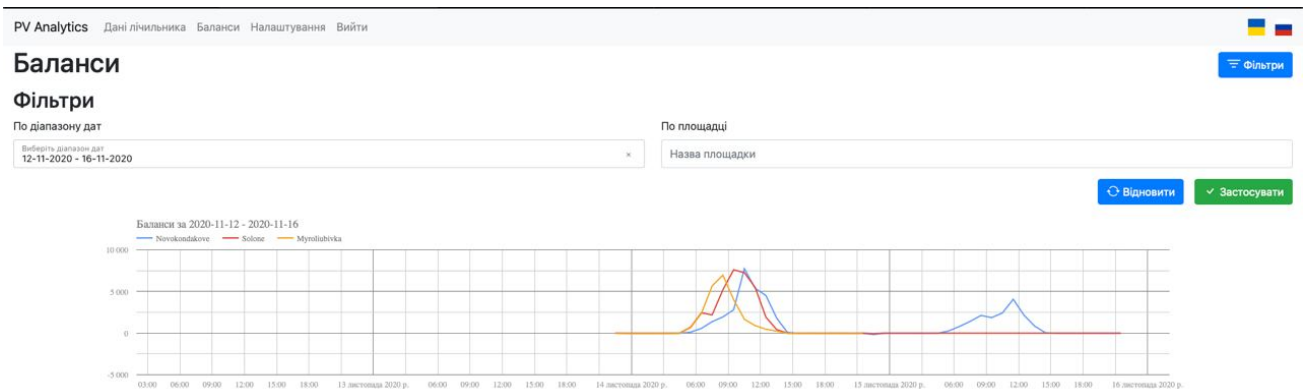 PV Analytics Дані лічильника Баланси Налаштування Вийти
Баланси
Фільтри
Фільтри
По діапазону дат
По площадці
Виберіть діапазон дат
12-11-2020 - 16-11-2020 ×
Назва площадки
Відновити
Застосувати
Баланси за 2020-11-12 - 2020-11-16
Novokondakove Solone Myroliubivka
10 000
5 000
0
-5 000
03:00 06:00 09:00 12:00 15:00 18:00 13 листопада 2020 р. 06:00 09:00 12:00 15:00 18:00 14 листопада 2020 р. 06:00 09:00 12:00 15:00 18:00 15 листопада 2020 р. 06:00 09:00 12:00 15:00 18:00 16 листопада 2020 р.